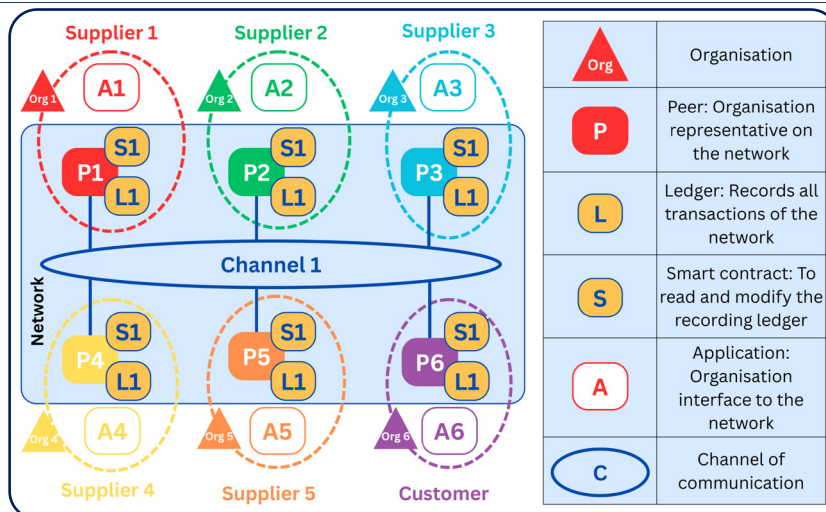 Supplier 1
Supplier 2
Supplier 3
Org 1
A1
Org 2
A2
Org 3
A3
P1
S1
L1
P2
S1
L1
P3
S1
L1
Channel 1
Network
P4
S1
L1
P5
S1
L1
P6
S1
L1
Org 4
A4
Org 5
A5
Org 6
A6
Supplier 4
Supplier 5
Customer
Org
Organisation
P
Peer: Organisation
representative on
the network
L
Ledger: Records all
transactions of the
network
S
Smart contract: To
read and modify the
recording ledger
A
Application:
Organisation
interface to the
network
C
Channel of
communication